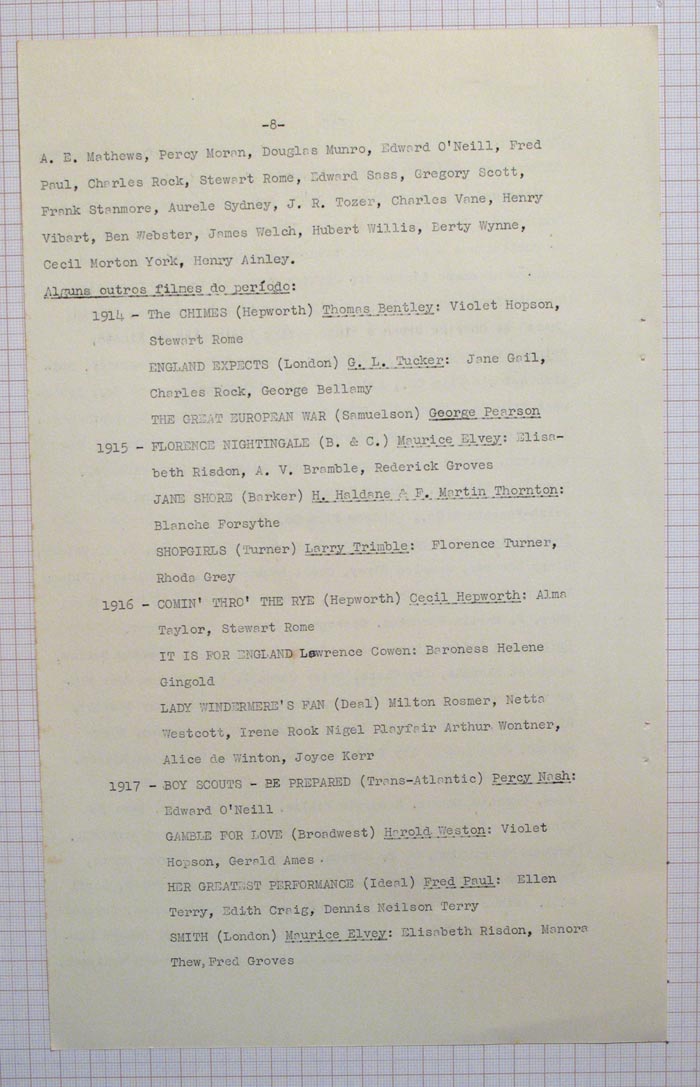 -8-
A. E. Mathews, Percy Moran, Douglas Munro, Edward O'Neill, Fred
Paul, Charles Rock, Stewart Rome, Edward Sass, Gregory Scott,
Frank Stanmore, Aurele Sydney, J. R. Tozer, Charles Vane, Henry
Vibart, Ben Webster, James Welch, Hubert Willis, Berty Wynne,
Cecil Morton York, Henry Ainley.
Alguns outros filmes do período:
1914 - The CHIMES (Hepworth) Thomas Bentley: Violet Hopson,
Stewart Rome
ENGLAND EXPECTS (London) G. L. Tucker: Jane Gail,
Charles Rock, George Bellamy
THE GREAT EUROPEAN WAR (Samuelson) George Pearson
1915 - FLORENCE NIGHTINGALE (B. & C.) Maurice Elvey: Elisa-
beth Risdon, A. V. Bramble, Rederick Groves
JANE SHORE (Barker) H. Haldane & F. Martin Thornton:
Blanche Forsythe
SHOPGIRLS (Turner) Larry Trimble: Florence Turner,
Rhoda Grey
1916 - COMIN' THRO' THE RYE (Hepworth) Cecil Hepworth: Alma
Taylor, Stewart Rome
IT IS FOR ENGLAND Lawrence Cowen: Baroness Helene
Gingold
LADY WINDERMERE'S FAN (Deal) Milton Rosmer, Netta
Westcott, Irene Rook Nigel Playfair Arthur Wontner,
Alice de Winton, Joyce Kerr
1917 - BOY SCOUTS - BE PREPARED (Trans-Atlantic) Percy Nash:
Edward O'Neill
GAMBLE FOR LOVE (Broadwest) Harold Weston: Violet
Hopson, Gerald Ames.
HER GREATEST PERFORMANCE (Ideal) Fred Paul: Ellen
Terry, Edith Craig, Dennis Neilson Terry
SMITH (London) Maurice Elvey: Elisabeth Risdon, Manora
Thew, Fred Groves